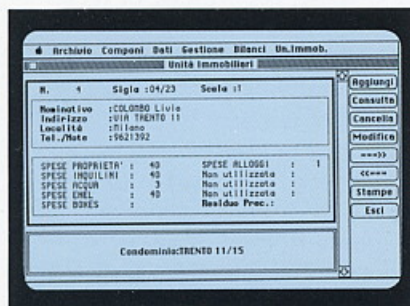 Archivio Componi Dati Gestione Bilanci Un.Immob.
Unità Immobiliari
N. 4 Sigla :04/23 Scala :1
Nominativo :COLOMBO Livio
Indirizzo :VIA TRENTO 11
Località :Milano
Tel./Note :9621392
SPESE PROPRIETA' : 40 SPESE ALLOGGI : 1
SPESE INQUILINI : 40 Non utilizzata :
SPESE ACQUA : 3 Non utilizzata :
SPESE ENEL : 40 Non utilizzata :
SPESE BOXES : Residuo Prec.:
Condominio:TRENTO 11/15
Aggiungi
Consulta
Cancella
Modifica
===>>
<<===
Stampe
Esci